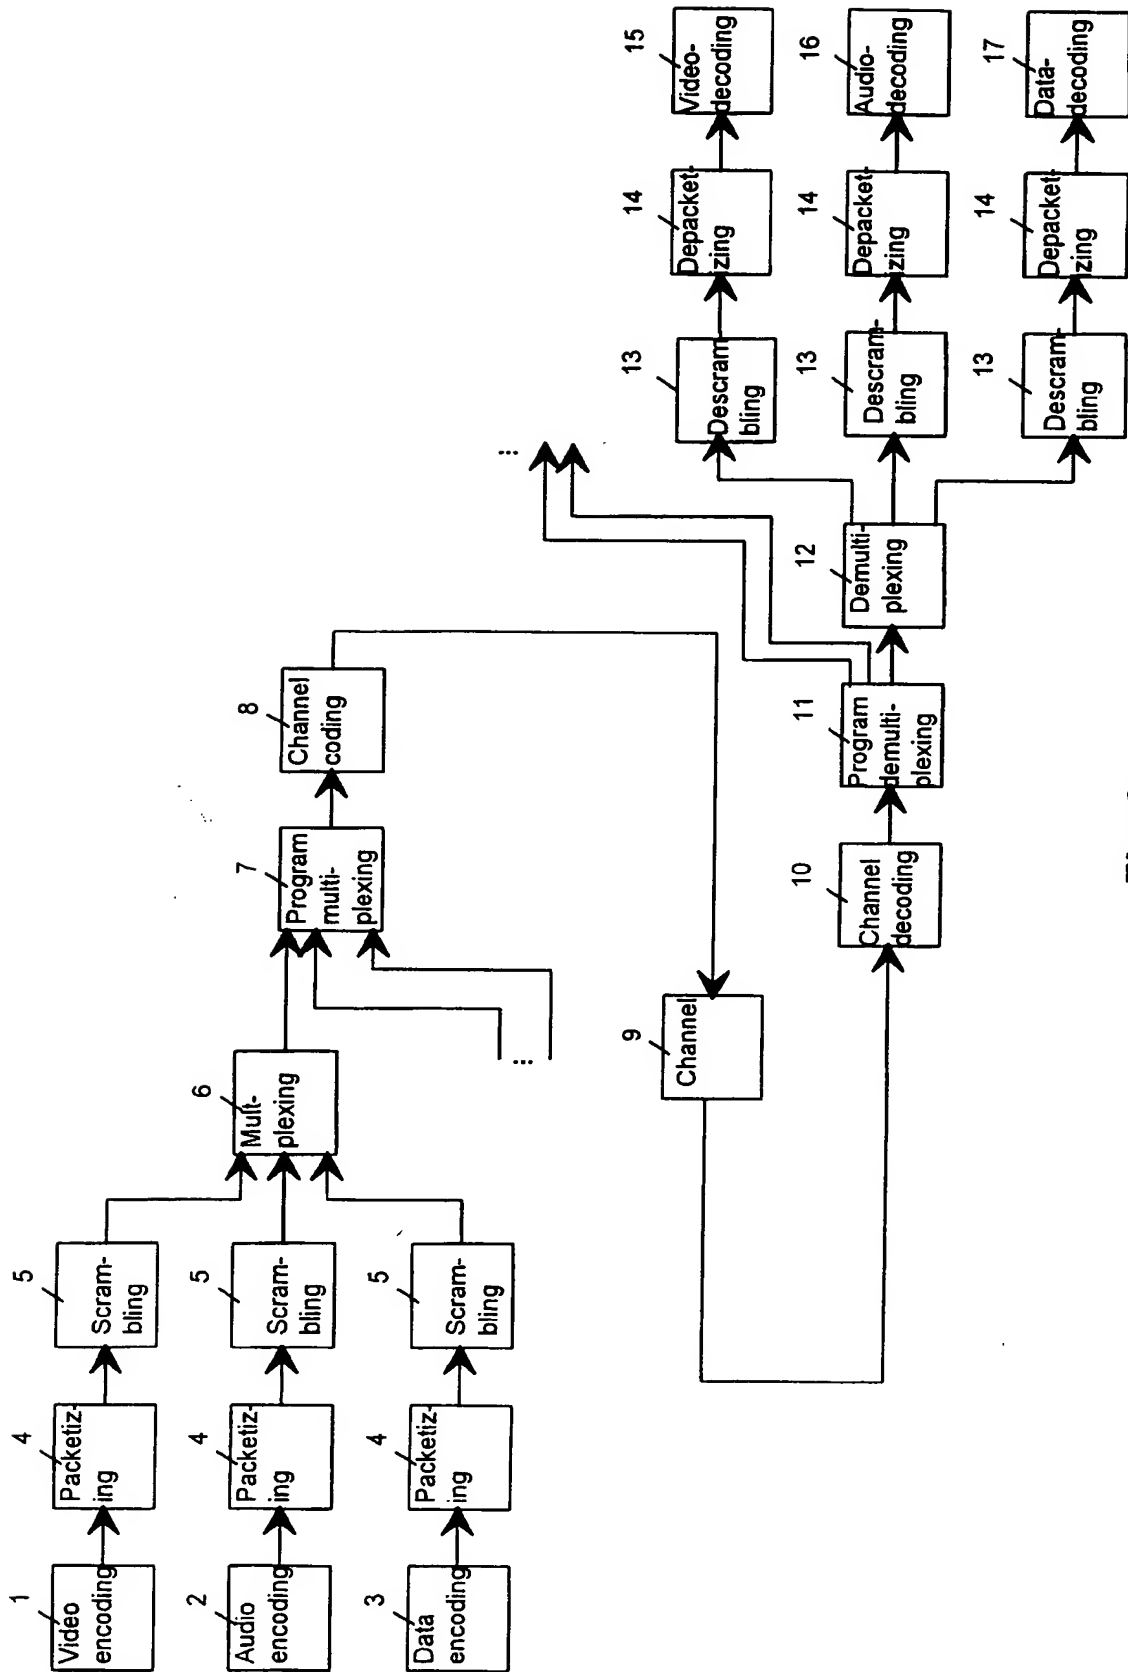 1
Video
encoding
4
Packetiz-
ing
5
Scram-
bling
2
Audio
encoding
4
Packetiz-
ing
5
Scram-
bling
3
Data
encoding
4
Packetiz-
ing
5
Scram-
bling
6
Mult-
plexing
...
7
Program
multi-
plexing
8
Channel
coding
9
Channel
10
Channel
decoding
11
Program
demulti-
plexing
...
12
Demulti-
plexing
13
Descram-
bling
14
Depacket-
izing
15
Video-
decoding
13
Descram-
bling
14
Depacket-
izing
16
Audio-
decoding
13
Descram-
bling
14
Depacket-
izing
17
Data-
decoding